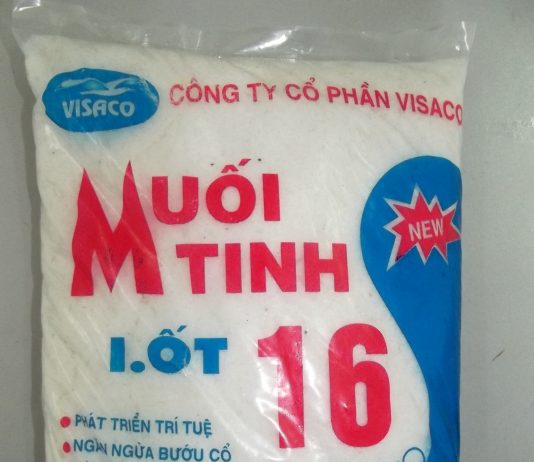 VISACO
CÔNG TY CỔ PHẦN VISACO
MUỐI
TINH
NEW
I.ỐT 16
PHÁT TRIỂN TRÍ TUỆ
NGĂN NGỪA BƯỚU CỔ